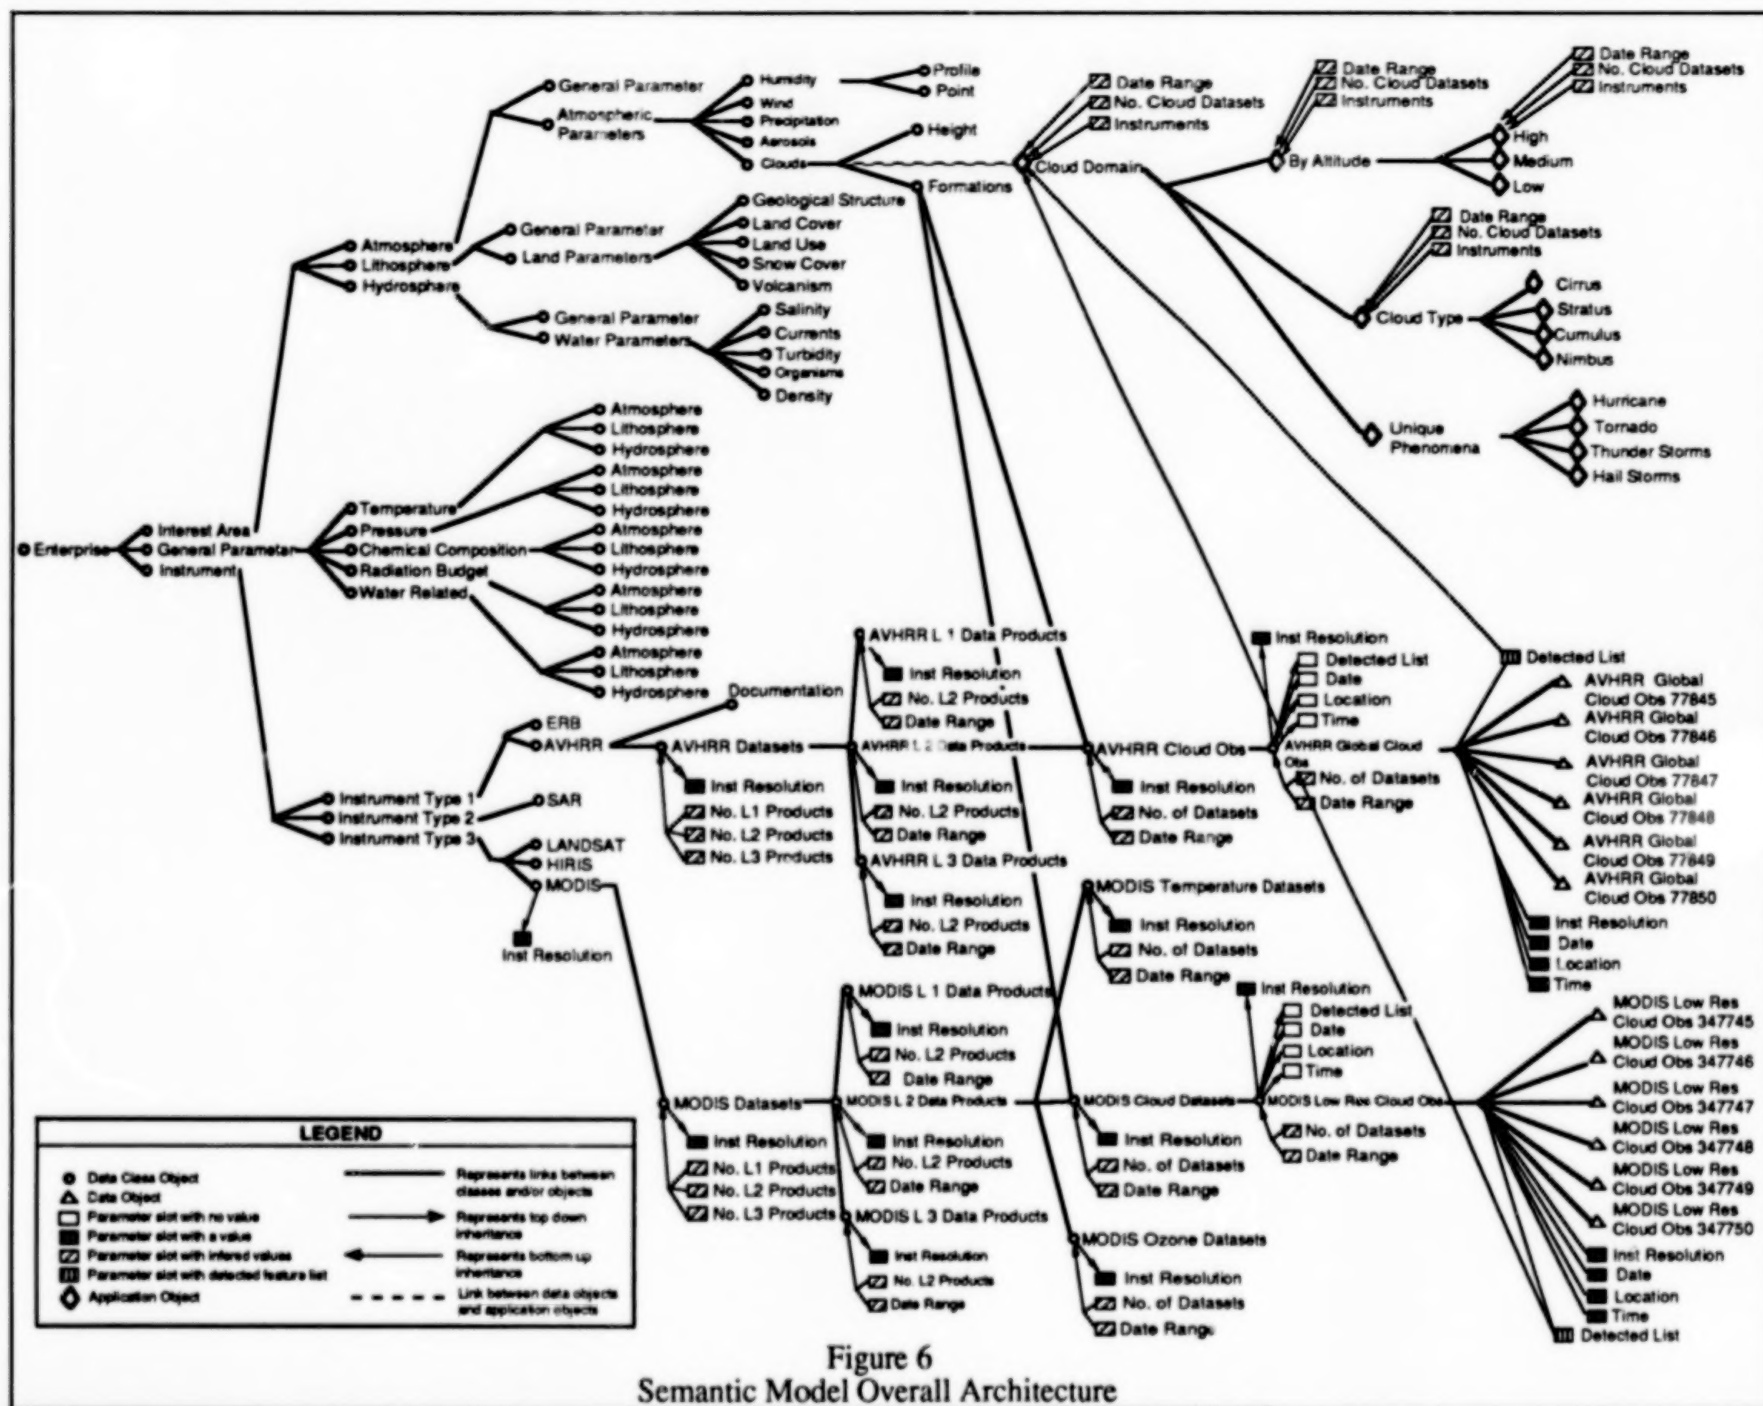 General Parameter
Atmospheric
Parameters
Humidity
Wind
Precipitation
Aerosols
Clouds
Profile
Point
Height
Formations
Date Range
No. Cloud Datasets
Instruments
Cloud Domain
Date Range
No. Cloud Datasets
Instruments
By Altitude
Date Range
No. Cloud Datasets
Instruments
High
Medium
Low
Date Range
No. Cloud Datasets
Instruments
Cloud Type
Cirrus
Stratus
Cumulus
Nimbus
Unique
Phenomena
Hurricane
Tornado
Thunder Storms
Hail Storms
Atmosphere
Lithosphere
Hydrosphere
General Parameter
Land Parameters
Geological Structure
Land Cover
Land Use
Snow Cover
Volcanism
General Parameter
Water Parameters
Salinity
Currents
Turbidity
Organisms
Density
Enterprise
Interest Area
General Parameter
Instrument
Temperature
Pressure
Chemical Composition
Radiation Budget
Water Related
Atmosphere
Lithosphere
Hydrosphere
Atmosphere
Lithosphere
Hydrosphere
Atmosphere
Lithosphere
Hydrosphere
Atmosphere
Lithosphere
Hydrosphere
Atmosphere
Lithosphere
Hydrosphere
Instrument Type 1
Instrument Type 2
Instrument Type 3
ERB
AVHRR
SAR
LANDSAT
HIRIS
MODIS
Inst Resolution
Documentation
AVHRR Datasets
Inst Resolution
No. L1 Products
No. L2 Products
No. L3 Products
AVHRR L 1 Data Products
Inst Resolution
No. L2 Products
Date Range
AVHRR L 2 Data Products
Inst Resolution
No. L2 Products
Date Range
AVHRR L 3 Data Products
Inst Resolution
No. L2 Products
Date Range
AVHRR Cloud Obs
Inst Resolution
No. of Datasets
Date Range
Inst Resolution
Detected List
Date
Location
Time
AVHRR Global Cloud
Obs
No. of Datasets
Date Range
Detected List
AVHRR Global
Cloud Obs 77845
AVHRR Global
Cloud Obs 77846
AVHRR Global
Cloud Obs 77847
AVHRR Global
Cloud Obs 77848
AVHRR Global
Cloud Obs 77849
AVHRR Global
Cloud Obs 77850
Inst Resolution
Date
Location
Time
MODIS Datasets
Inst Resolution
No. L1 Products
No. L2 Products
No. L3 Products
MODIS L 1 Data Products
Inst Resolution
No. L2 Products
Date Range
MODIS L 2 Data Products
Inst Resolution
No. L2 Products
Date Range
MODIS L 3 Data Products
Inst Resolution
No. L2 Products
Date Range
MODIS Temperature Datasets
Inst Resolution
No. of Datasets
Date Range
MODIS Cloud Datasets
Inst Resolution
No. of Datasets
Date Range
MODIS Ozone Datasets
Inst Resolution
No. of Datasets
Date Range
Inst Resolution
Detected List
Date
Location
Time
MODIS Low Res Cloud Obs
No. of Datasets
Date Range
MODIS Low Res
Cloud Obs 347745
MODIS Low Res
Cloud Obs 347746
MODIS Low Res
Cloud Obs 347747
MODIS Low Res
Cloud Obs 347748
MODIS Low Res
Cloud Obs 347749
MODIS Low Res
Cloud Obs 347750
Inst Resolution
Date
Location
Time
Detected List
LEGEND
Data Class Object
Data Object
Parameter slot with no value
Parameter slot with a value
Parameter slot with infered values
Parameter slot with detected feature list
Application Object
Represents links between
classes and/or objects
Represents top down
inheritance
Represents bottom up
inheritance
Link between data objects
and application objects
Figure 6
Semantic Model Overall Architecture